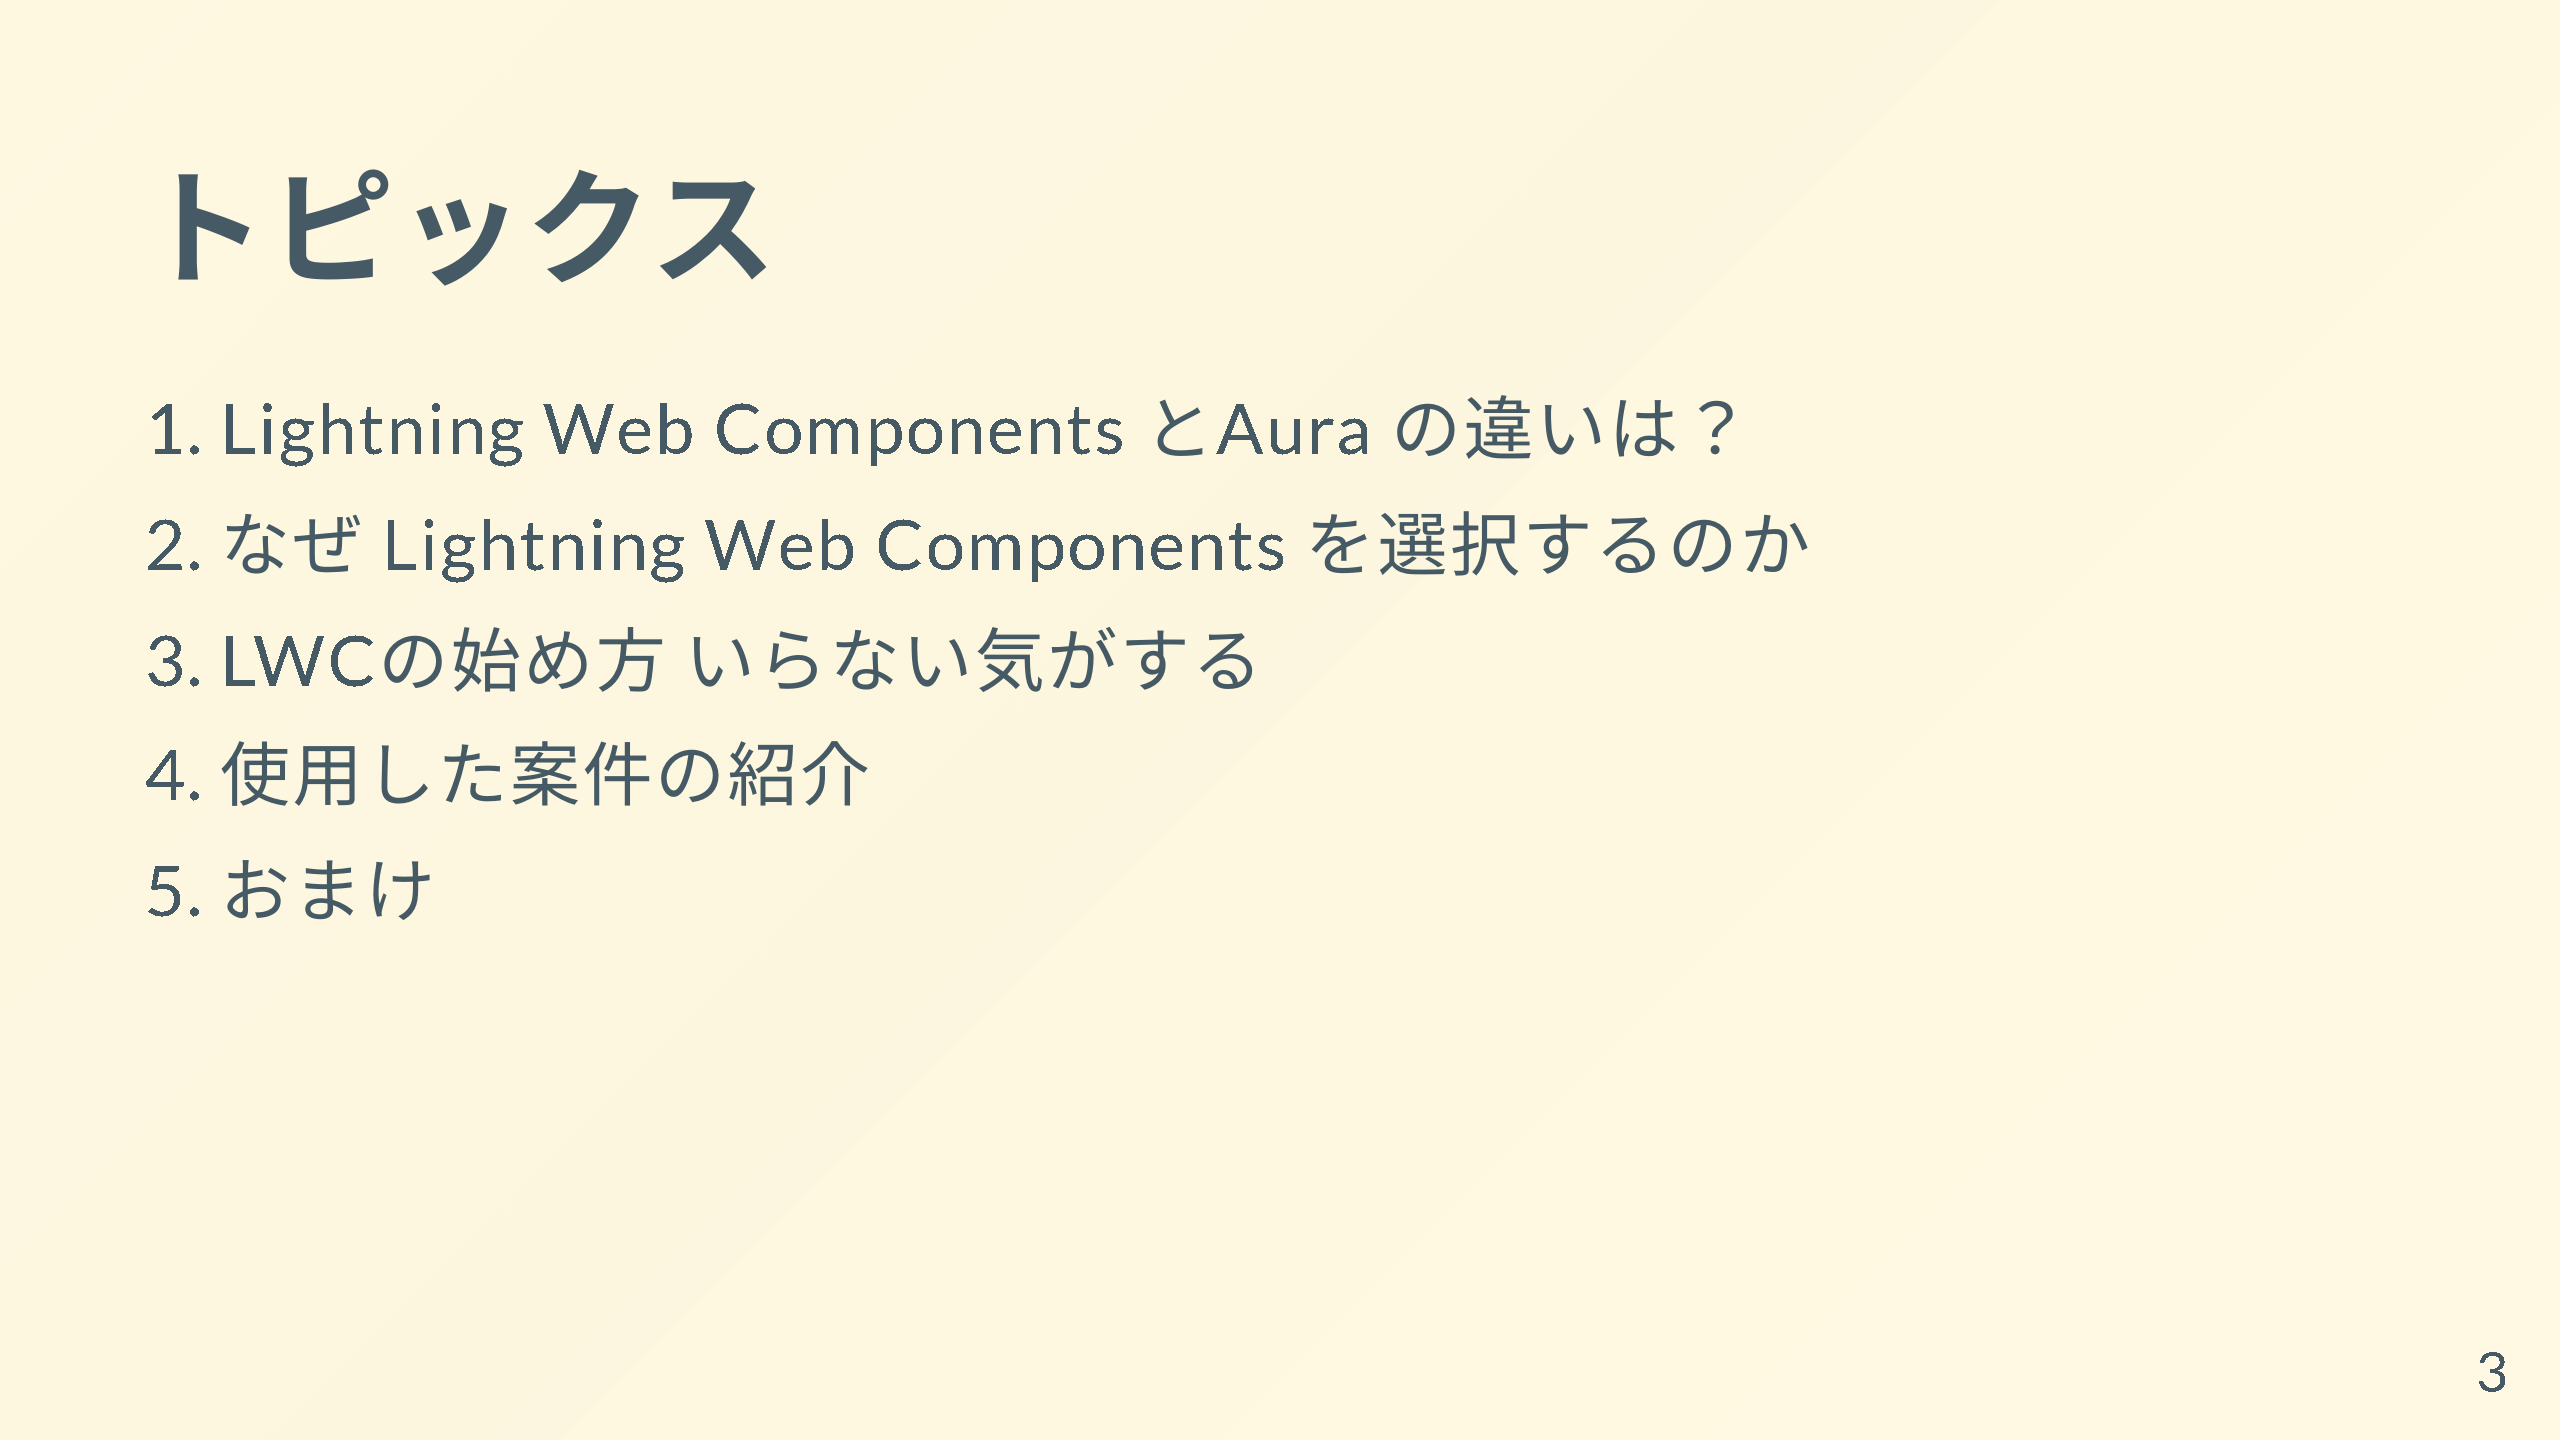 トピックス
1. Lightning Web Components とAura の違いは？
2. なぜ Lightning Web Components を選択するのか
3. LWCの始め方 いらない気がする
4. 使用した案件の紹介
5. おまけ
3